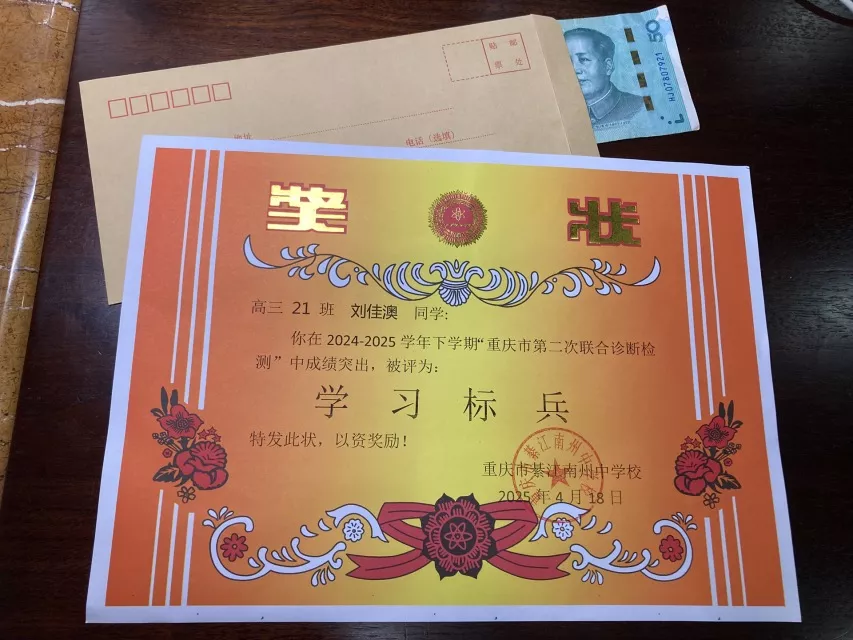 贴 邮
票 处
50
HJ07807921
电话（选填）
奖 状
高三 21 班 刘佳澳 同学:
你在 2024-2025 学年下学期“重庆市第二次联合诊断检
测”中成绩突出，被评为:
学 习 标 兵
特发此状，以资奖励！
重庆市綦江南州中学校
2025 年 4 月 18 日